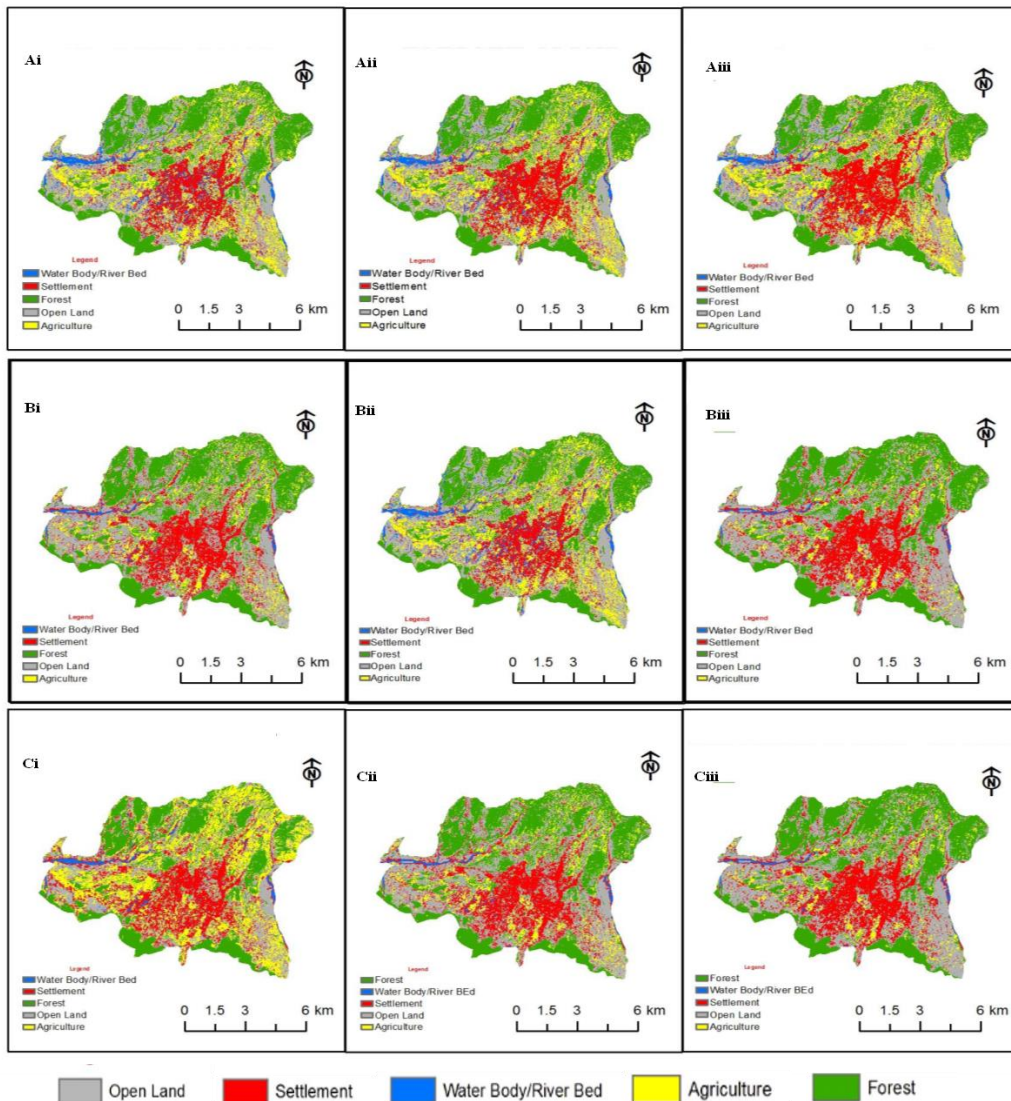 Ai
N
Legend
Water Body/River Bed
Settlement
Forest
Open Land
Agriculture
0 1.5 3 6 km
Aii
N
Legend
Water Body/River Bed
Settlement
Forest
Open Land
Agriculture
0 1.5 3 6 km
Aiii
N
Legend
Water Body/River Bed
Settlement
Forest
Open Land
Agriculture
0 1.5 3 6 km
Bi
N
Legend
Water Body/River Bed
Settlement
Forest
Open Land
Agriculture
0 1.5 3 6 km
Bii
N
Legend
Water Body/River Bed
Settlement
Forest
Open Land
Agriculture
0 1.5 3 6 km
Biii
N
Legend
Water Body/River Bed
Settlement
Forest
Open Land
Agriculture
0 1.5 3 6 km
Ci
N
Legend
Water Body/River Bed
Settlement
Forest
Open Land
Agriculture
0 1.5 3 6 km
Cii
N
Legend
Forest
Water Body/River BEd
Settlement
Open Land
Agriculture
0 1.5 3 6 km
Ciii
N
Legend
Forest
Water Body/River BEd
Settlement
Open Land
Agriculture
0 1.5 3 6 km
Open Land Settlement Water Body/River Bed Agriculture Forest